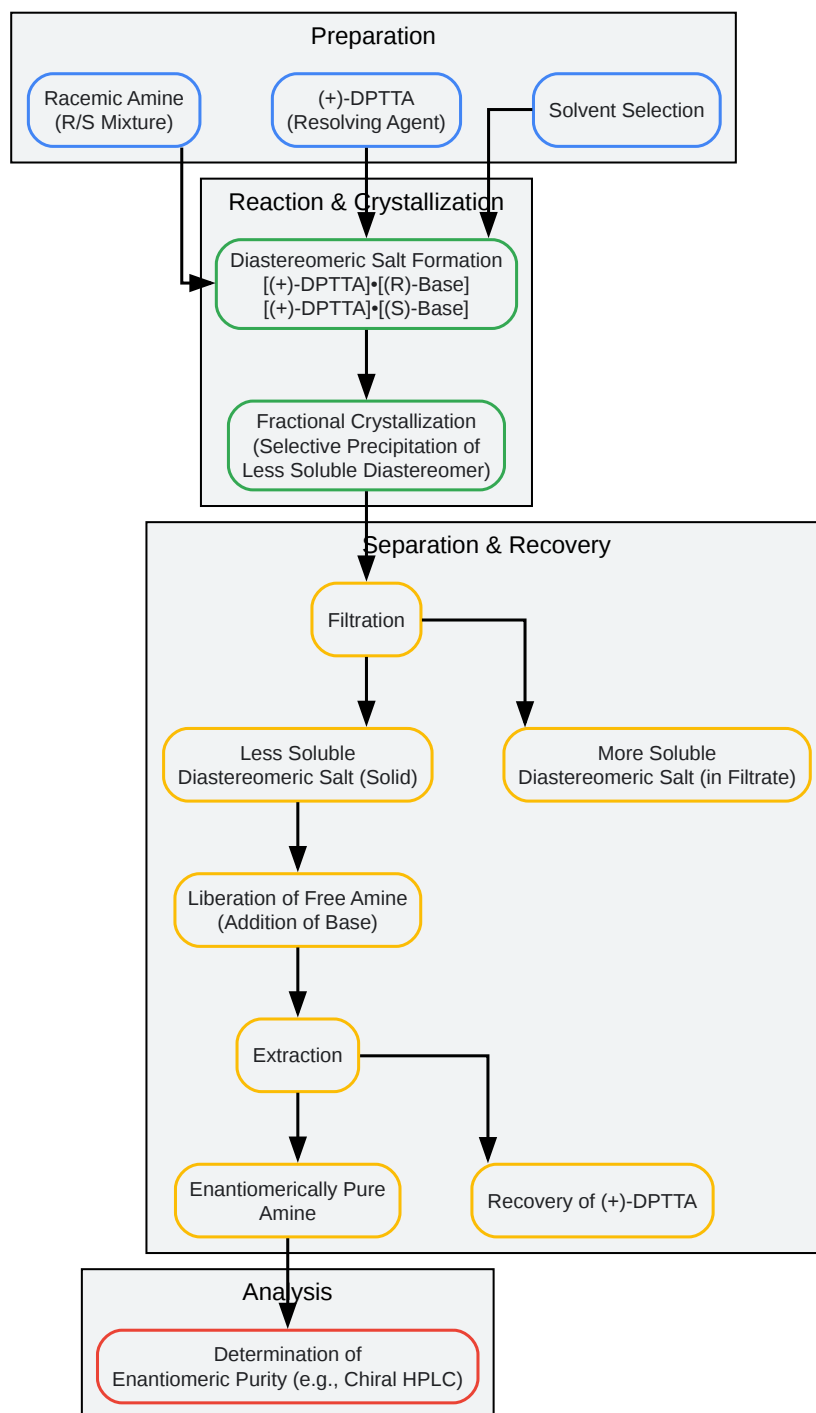 Preparation
Racemic Amine
(R/S Mixture)
(+)-DPTTA
(Resolving Agent)
Solvent Selection
Reaction & Crystallization
Diastereomeric Salt Formation
[(+)-DPTTA]•[(R)-Base]
[(+)-DPTTA]•[(S)-Base]
Fractional Crystallization
(Selective Precipitation of
Less Soluble Diastereomer)
Separation & Recovery
Filtration
Less Soluble
Diastereomeric Salt (Solid)
More Soluble
Diastereomeric Salt (in Filtrate)
Liberation of Free Amine
(Addition of Base)
Extraction
Enantiomerically Pure
Amine
Recovery of (+)-DPTTA
Analysis
Determination of
Enantiomeric Purity (e.g., Chiral HPLC)